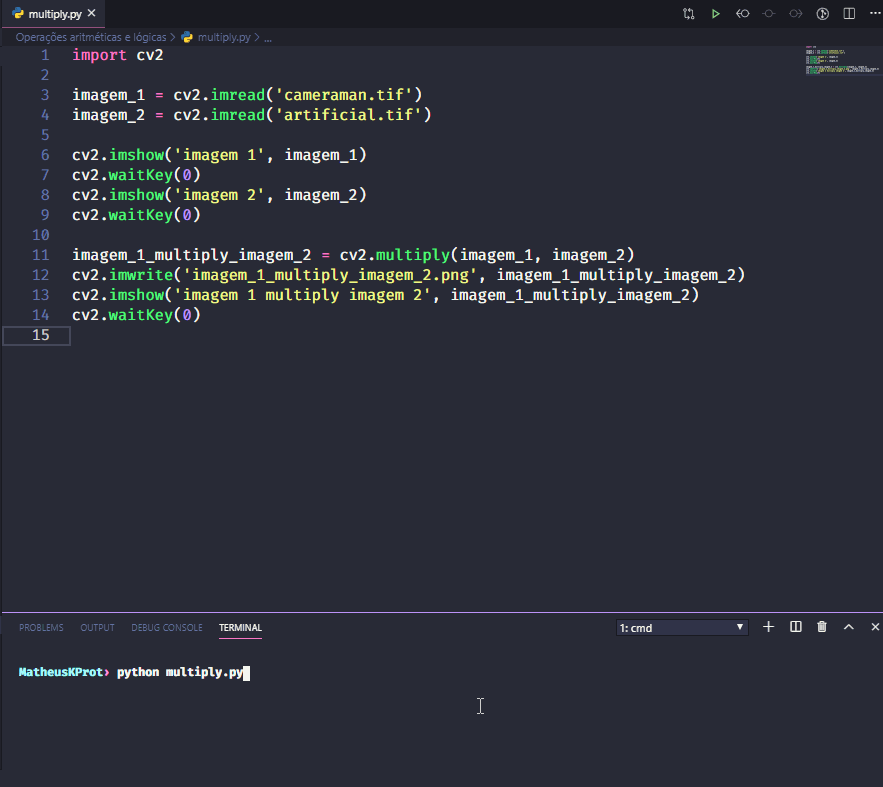 multiply.py
Operações aritméticas e lógicas > multiply.py > ...
1 import cv2
2
3 imagem_1 = cv2.imread('cameraman.tif')
4 imagem_2 = cv2.imread('artificial.tif')
5
6 cv2.imshow('imagem 1', imagem_1)
7 cv2.waitKey(0)
8 cv2.imshow('imagem 2', imagem_2)
9 cv2.waitKey(0)
10
11 imagem_1_multiply_imagem_2 = cv2.multiply(imagem_1, imagem_2)
12 cv2.imwrite('imagem_1_multiply_imagem_2.png', imagem_1_multiply_imagem_2)
13 cv2.imshow('imagem 1 multiply imagem 2', imagem_1_multiply_imagem_2)
14 cv2.waitKey(0)
15
PROBLEMS OUTPUT DEBUG CONSOLE TERMINAL 1: cmd
MatheusKProt> python multiply.py